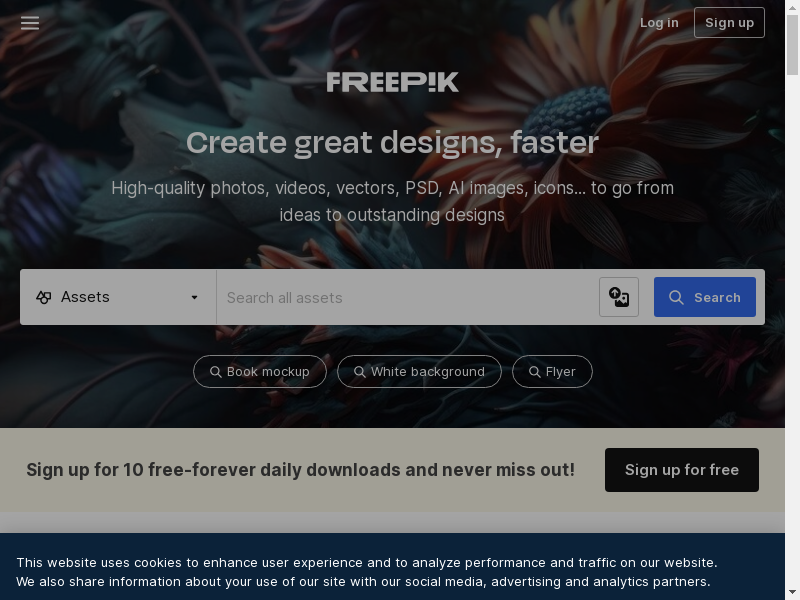 Log in
Sign up
FREEPIK
Create great designs, faster
High-quality photos, videos, vectors, PSD, AI images, icons... to go from
ideas to outstanding designs
Assets
Search all assets
Search
Book mockup
White background
Flyer
Sign up for 10 free-forever daily downloads and never miss out!
Sign up for free
This website uses cookies to enhance user experience and to analyze performance and traffic on our website.
We also share information about your use of our site with our social media, advertising and analytics partners.